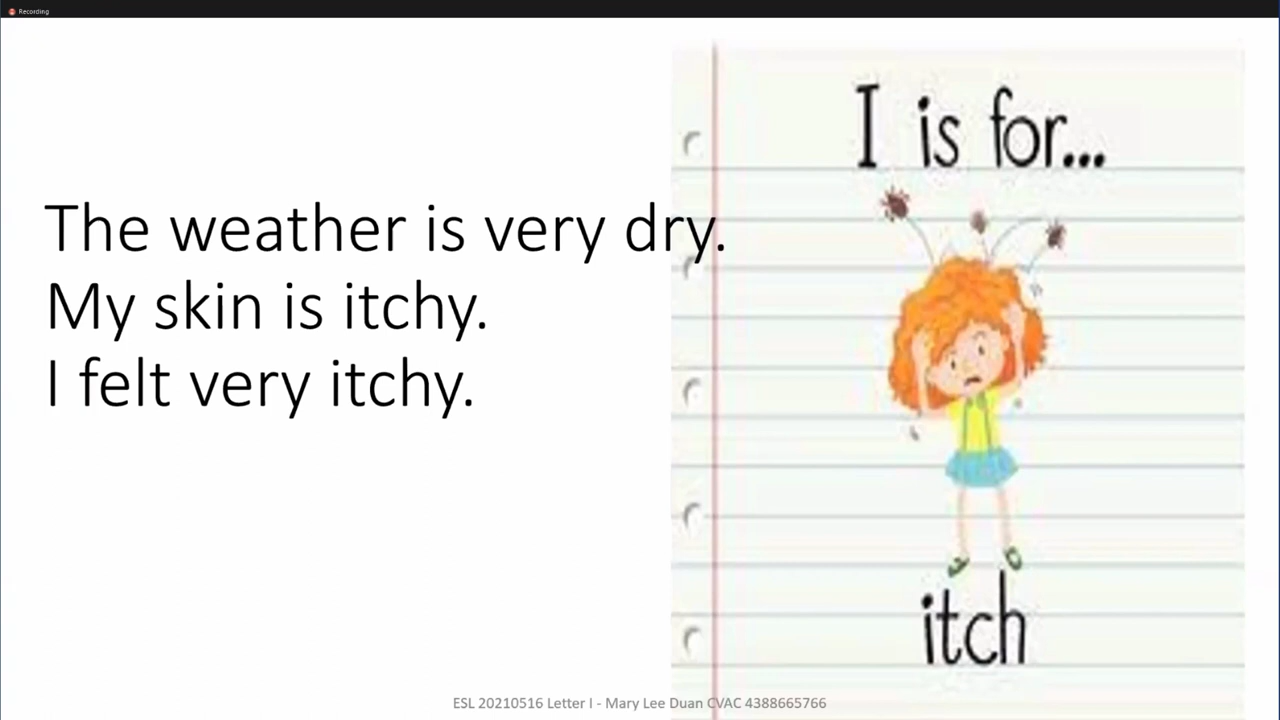 Recording
The weather is very dry.
My skin is itchy.
I felt very itchy.
I is for...
itch
ESL 20210516 Letter I - Mary Lee Duan CVAC 4388665766